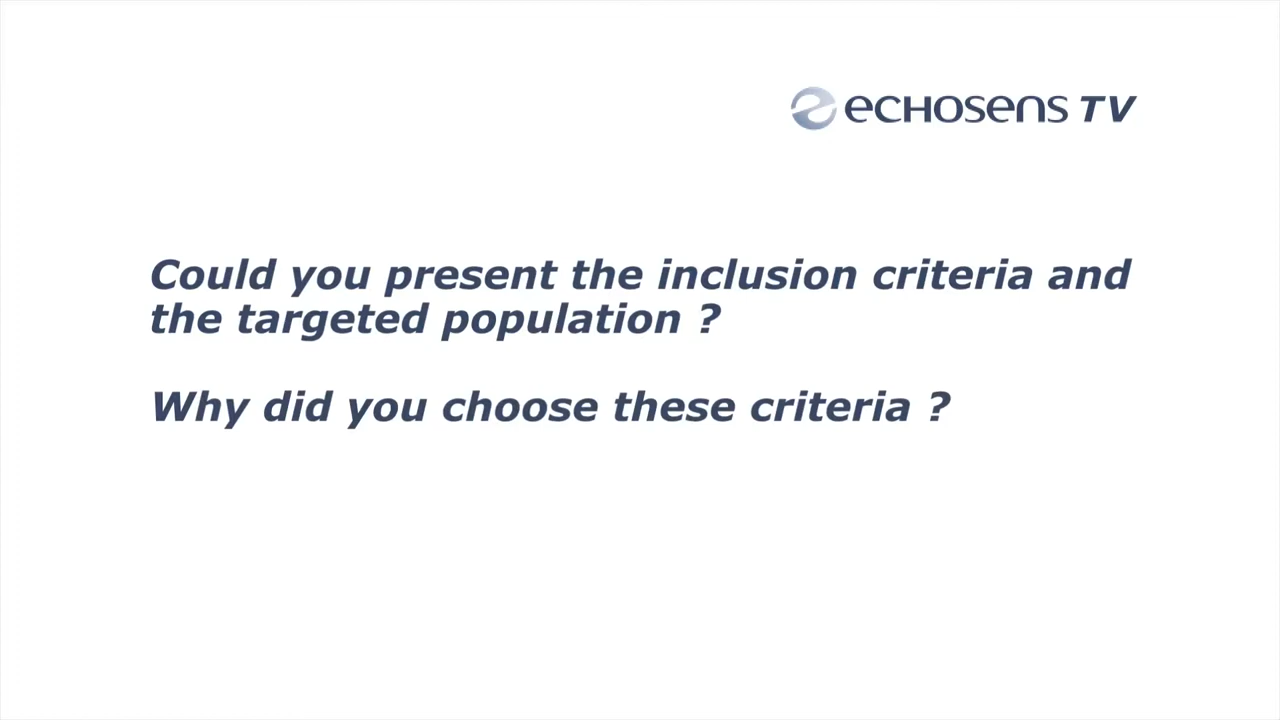 echosens TV
Could you present the inclusion criteria and
the targeted population ?
Why did you choose these criteria ?